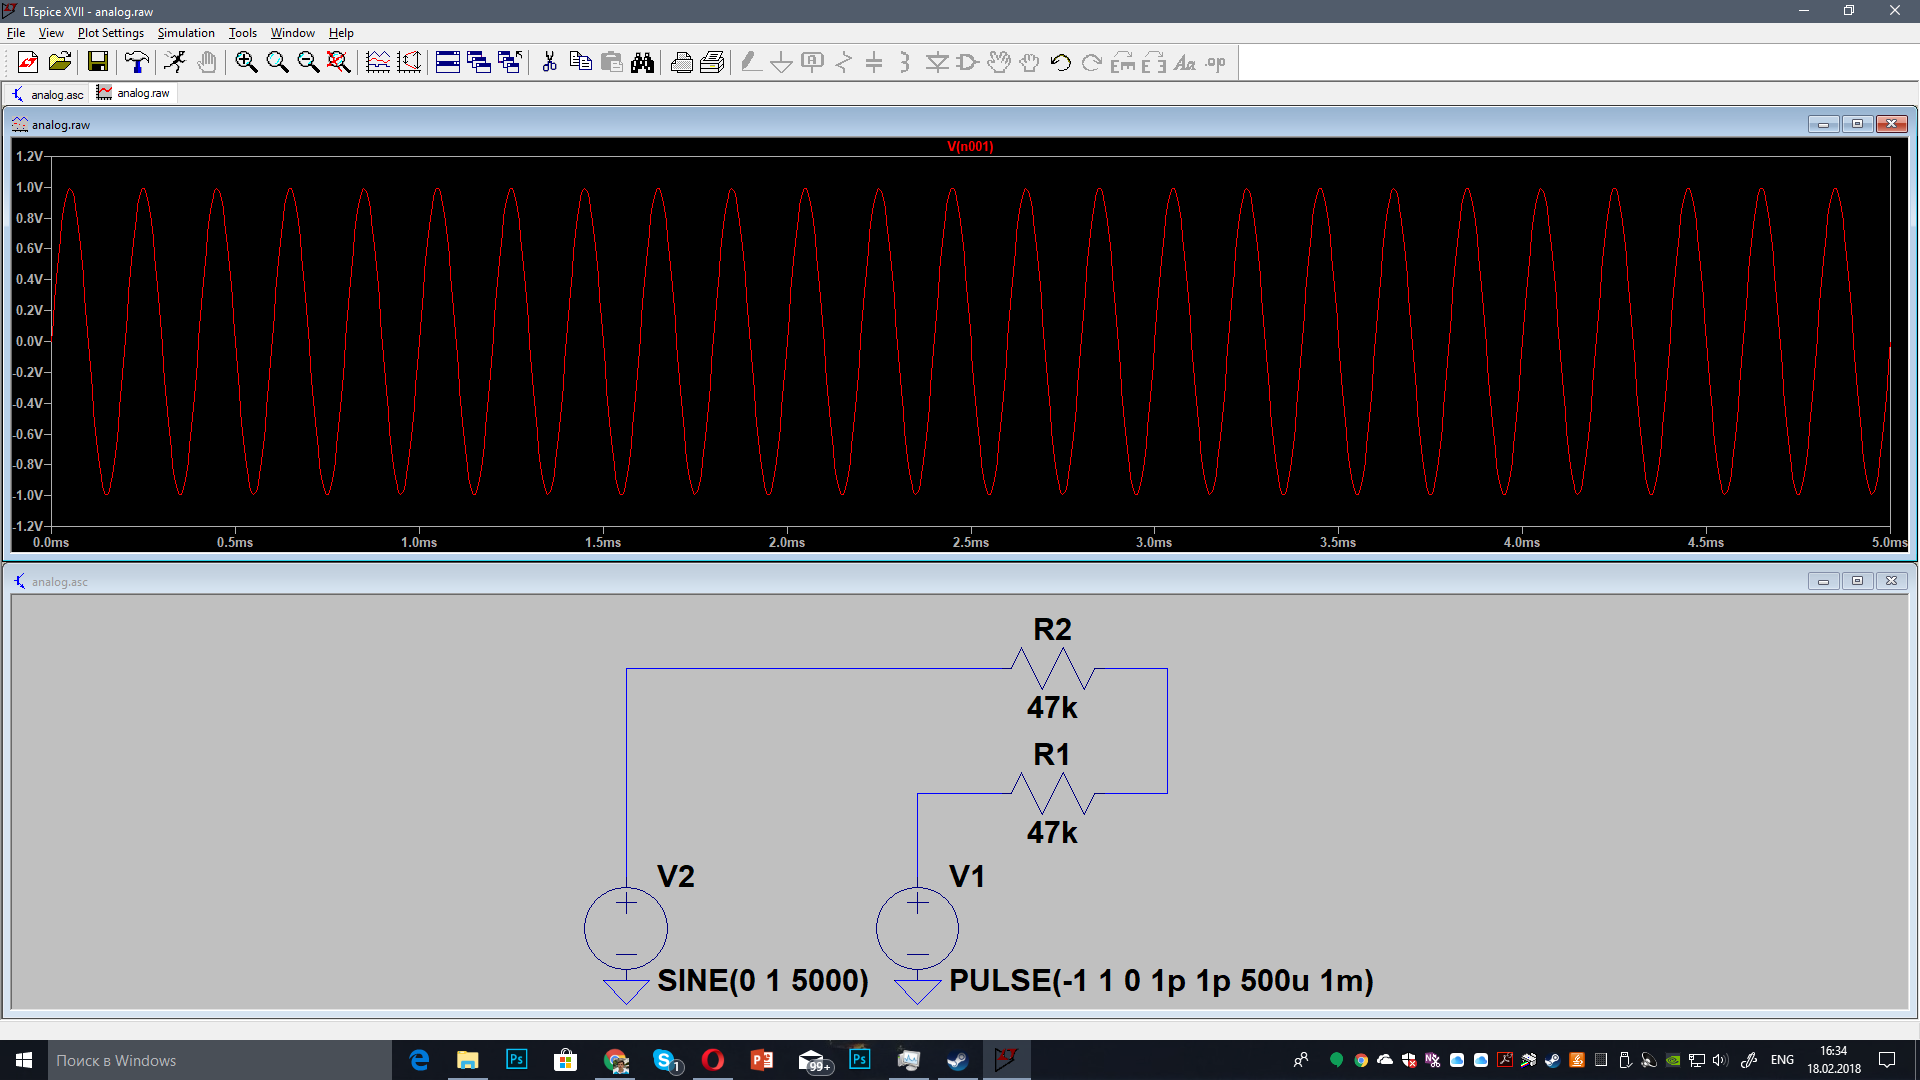 LTspice XVII - analog.raw
File View Plot Settings Simulation Tools Window Help
analog.asc analog.raw
analog.raw
V(n001)
1.2V
1.0V
0.8V
0.6V
0.4V
0.2V
0.0V
-0.2V
-0.4V
-0.6V
-0.8V
-1.0V
-1.2V
0.0ms 0.5ms 1.0ms 1.5ms 2.0ms 2.5ms 3.0ms 3.5ms 4.0ms 4.5ms 5.0ms
analog.asc
R2
47k
R1
47k
V2 V1
SINE(0 1 5000) PULSE(-1 1 0 1p 1p 500u 1m)
Поиск в Windows
99+
1
ENG
16:34
18.02.2018